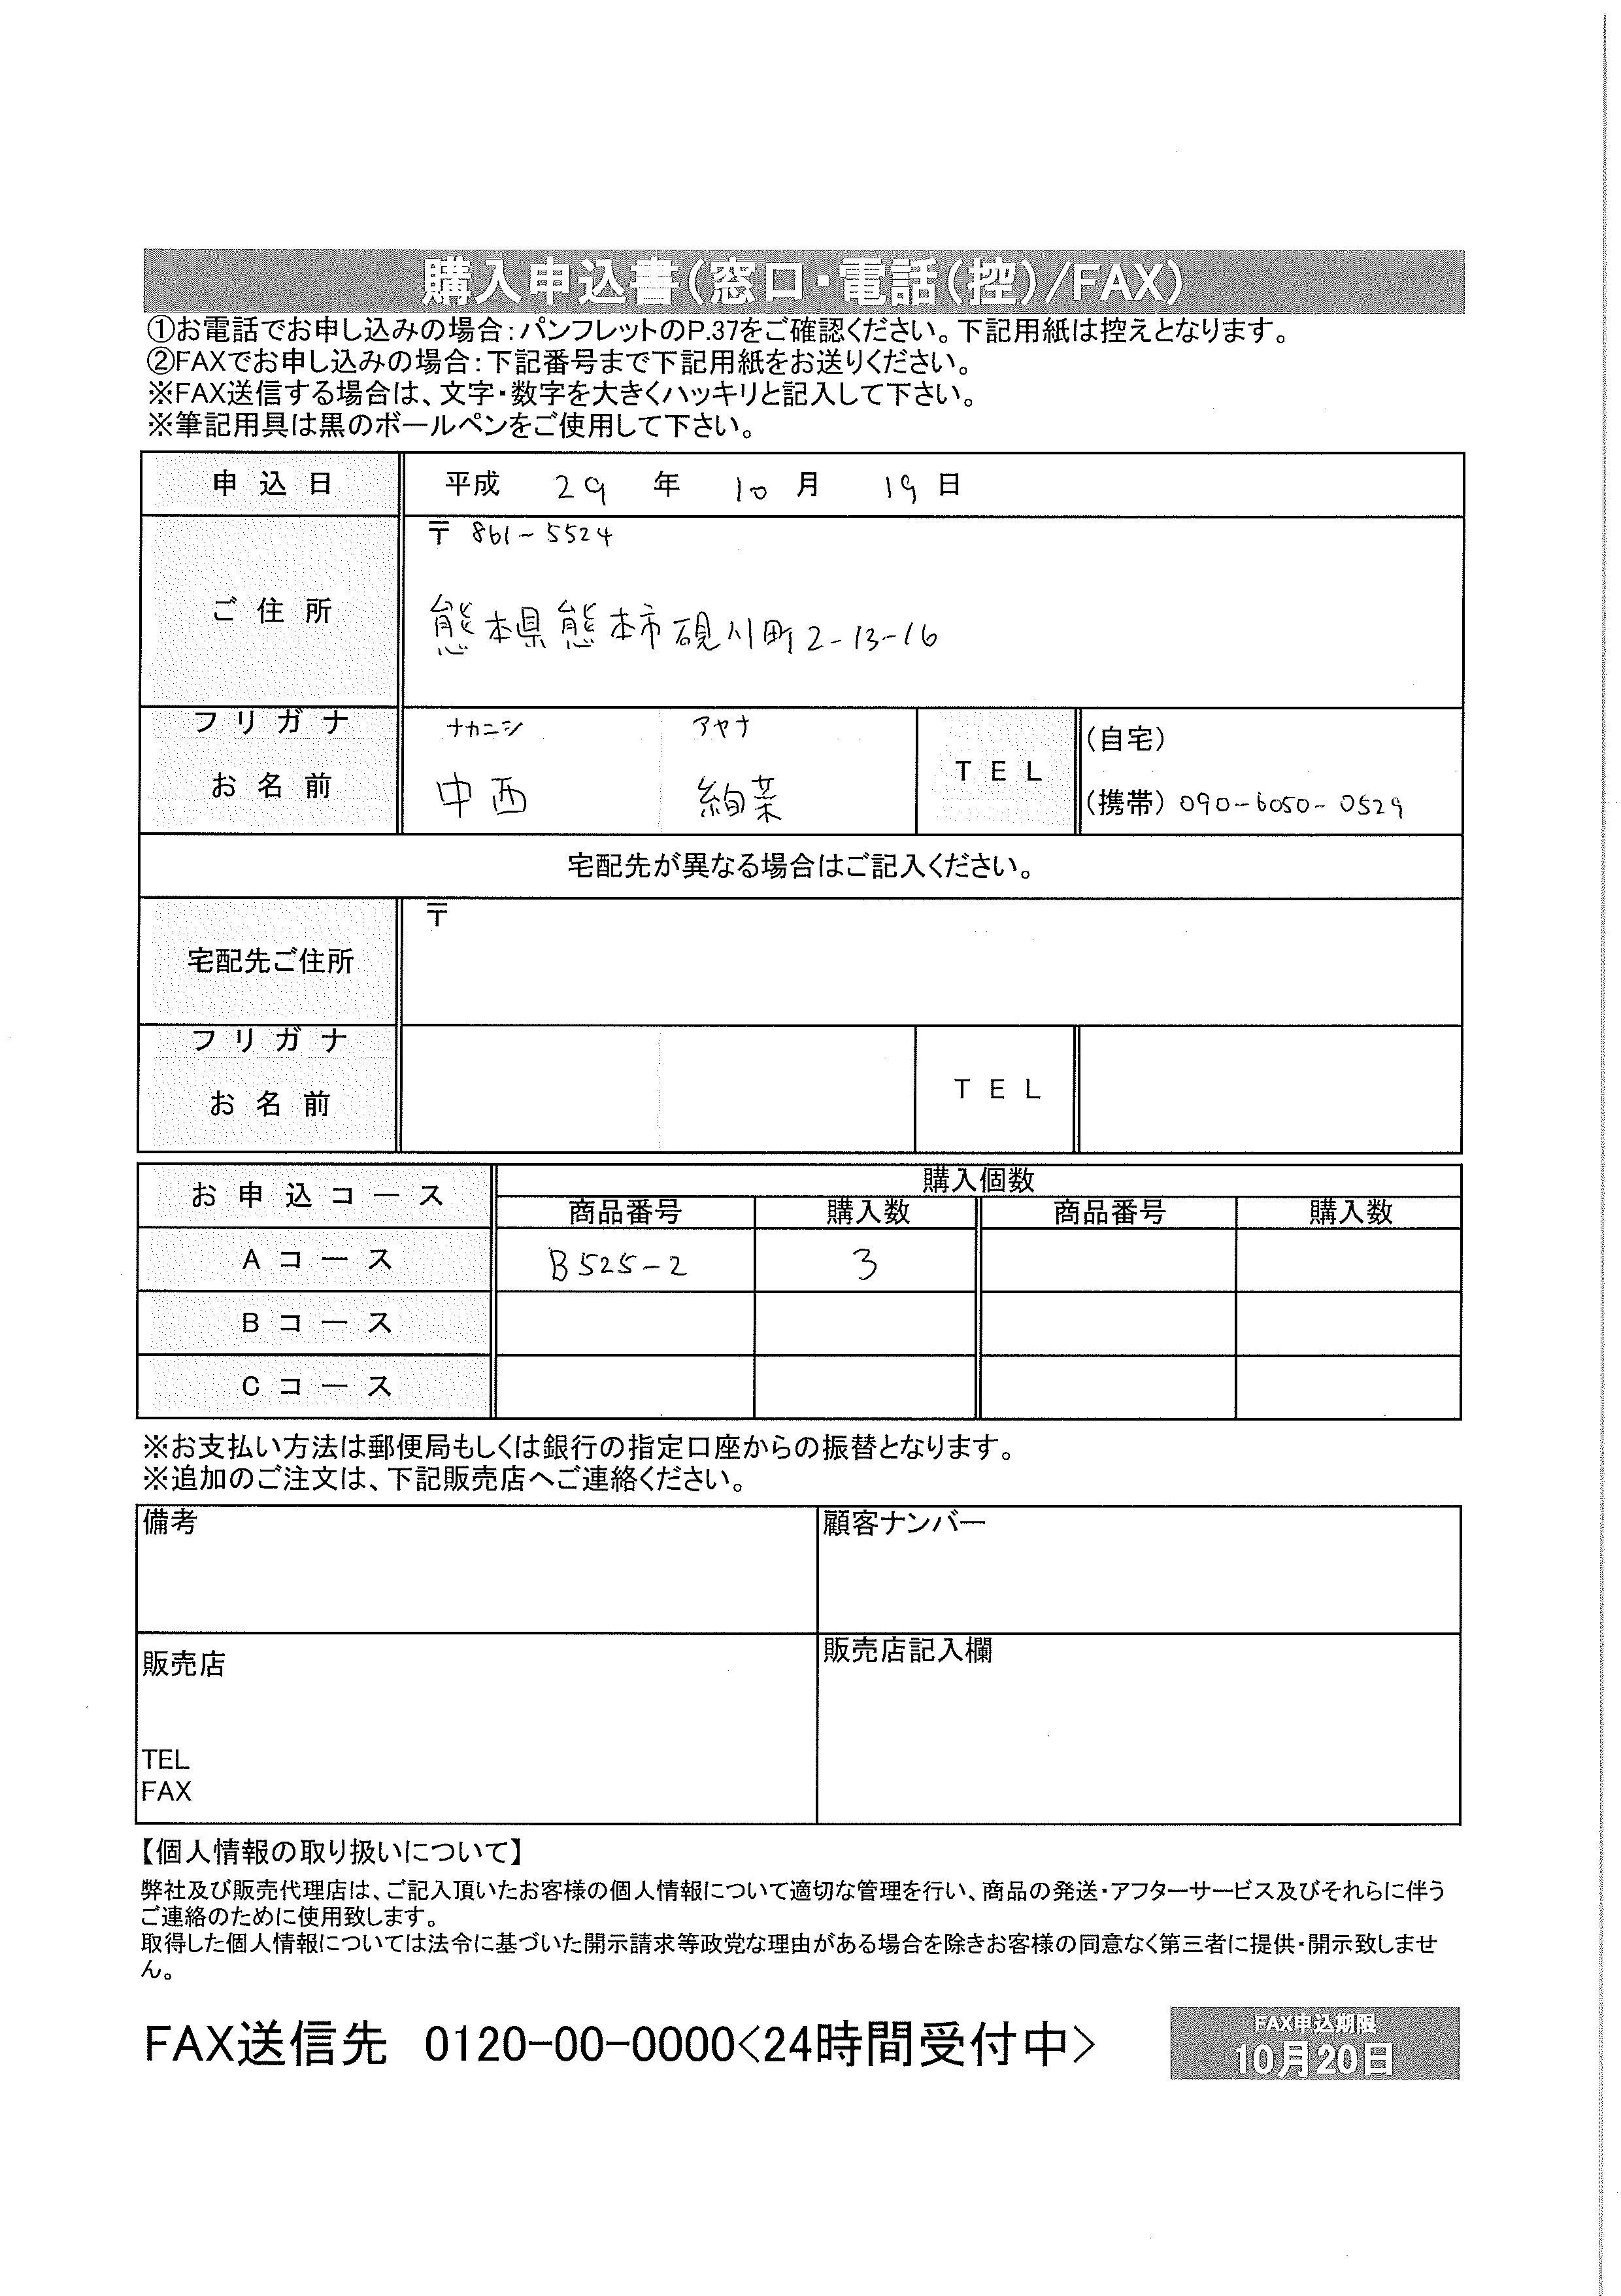 購入申込書(窓口・電話(控)/FAX)
①お電話でお申し込みの場合:パンフレットのP.37をご確認ください。下記用紙は控えとなります。
②FAXでお申し込みの場合:下記番号まで下記用紙をお送りください。
※FAX送信する場合は、文字・数字を大きくハッキリと記入して下さい。
※筆記用具は黒のボールペンをご使用して下さい。
申込日 平成 29 年 10 月 19 日
〒 861-5524
ご住所 熊本県熊本市硯川町2-13-16
フリガナ ナカニシ アヤナ
お名前 中西 絢菜
TEL (自宅)
(携帯) 090-6050-0529
宅配先が異なる場合はご記入ください。
〒
宅配先ご住所
フリガナ
お名前 TEL
お申込コース 購入個数
商品番号 購入数 商品番号 購入数
Aコース B525-2 3
Bコース
Cコース
※お支払い方法は郵便局もしくは銀行の指定口座からの振替となります。
※追加のご注文は、下記販売店へご連絡ください。
備考 顧客ナンバー
販売店 販売店記入欄
TEL
FAX
【個人情報の取り扱いについて】
弊社及び販売代理店は、ご記入頂いたお客様の個人情報について適切な管理を行い、商品の発送・アフターサービス及びそれらに伴う
ご連絡のために使用致します。
取得した個人情報については法令に基づいた開示請求等政党な理由がある場合を除きお客様の同意なく第三者に提供・開示致しませ
ん。
FAX送信先 0120-00-0000<24時間受付中>
FAX申込期限
10月20日